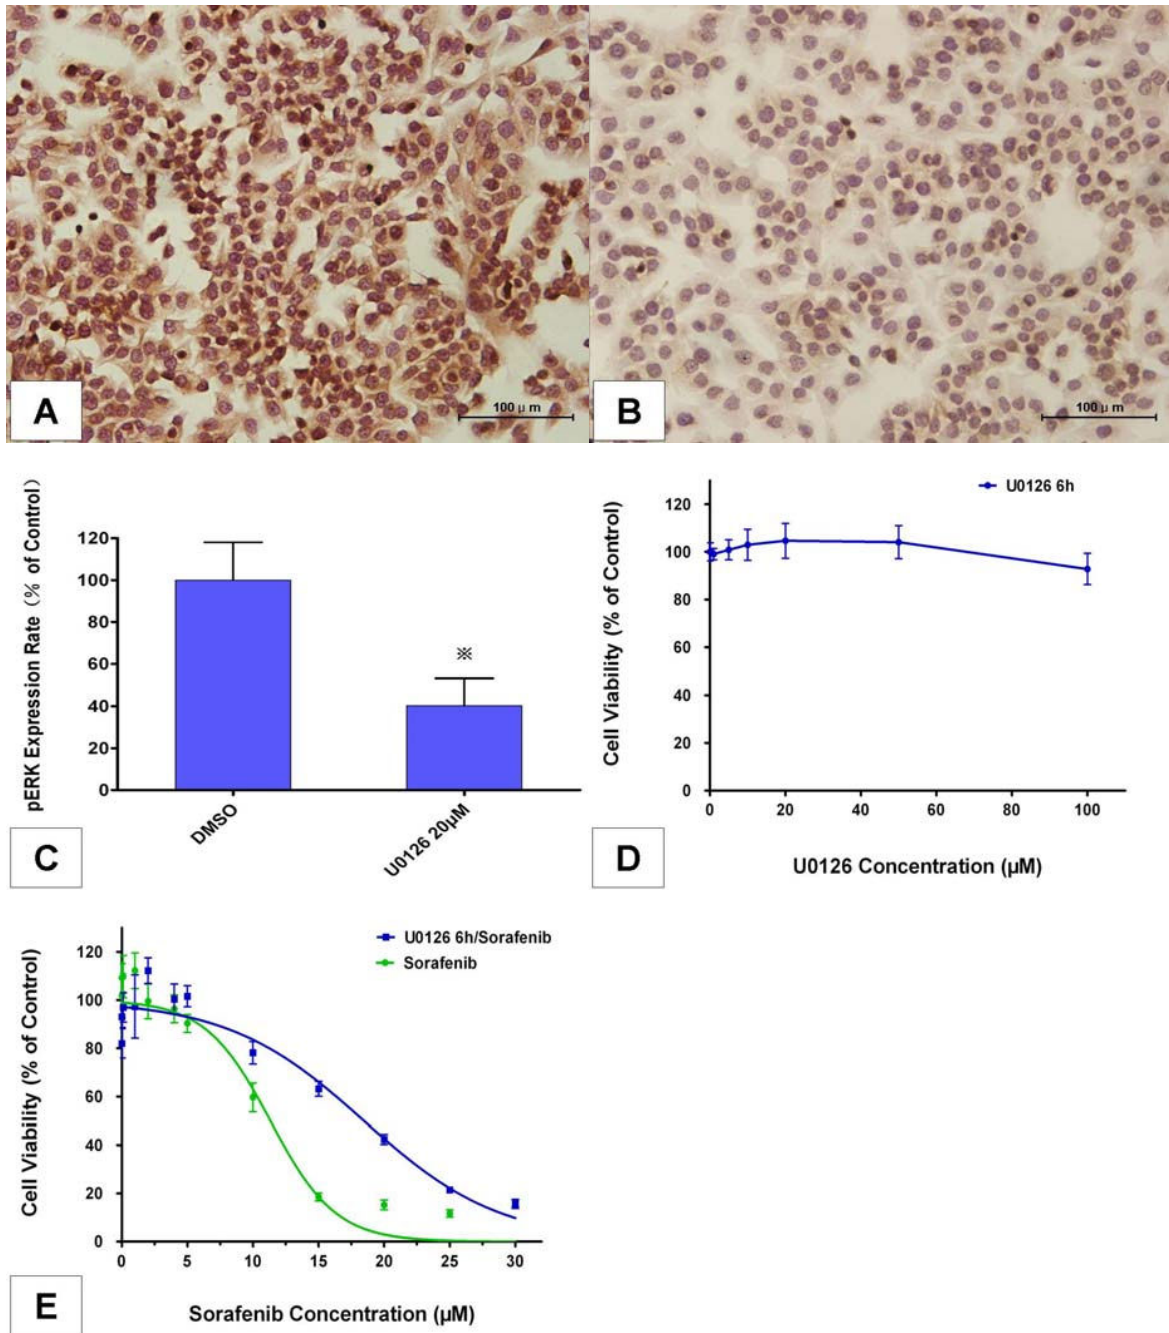 A
100 μ m
B
100 μ m
pERK Expression Rate (% of Control)
120
100
80
60
40
20
0
※
DMSO
U0126 20μM
C
Cell Viability (% of Control)
120
100
80
60
40
20
0
U0126 6h
0
20
40
60
80
100
U0126 Concentration (μM)
D
Cell Viability (% of Control)
120
100
80
60
40
20
0
U0126 6h/Sorafenib
Sorafenib
0
5
10
15
20
25
30
Sorafenib Concentration (μM)
E